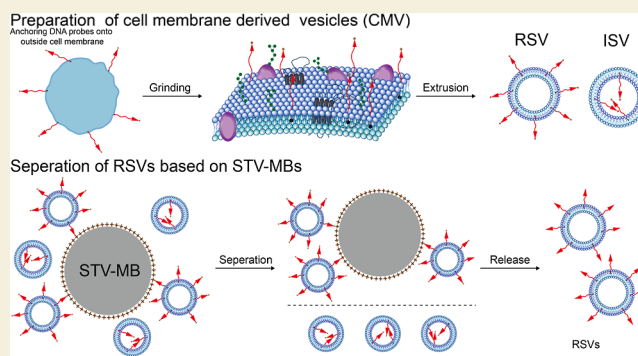 Preparation of cell membrane derived vesicles (CMV)
Anchoring DNA probes onto
outside cell membrane
Grinding
Extrusion
RSV
ISV
Seperation of RSVs based on STV-MBs
STV-MB
Seperation
Release
RSVs